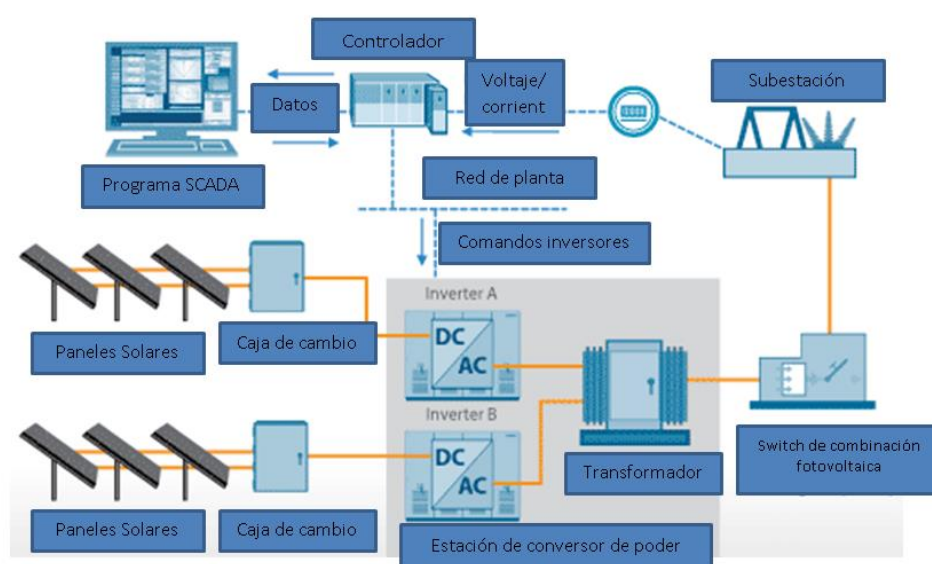 Controlador
Datos
Voltaje/
corrient
Subestación
Programa SCADA
Red de planta
Comandos inversores
Inverter A
DC
AC
Paneles Solares
Caja de cambio
Inverter B
DC
AC
Transformador
Switch de combinación
fotovoltaica
Paneles Solares
Caja de cambio
Estación de conversor de poder